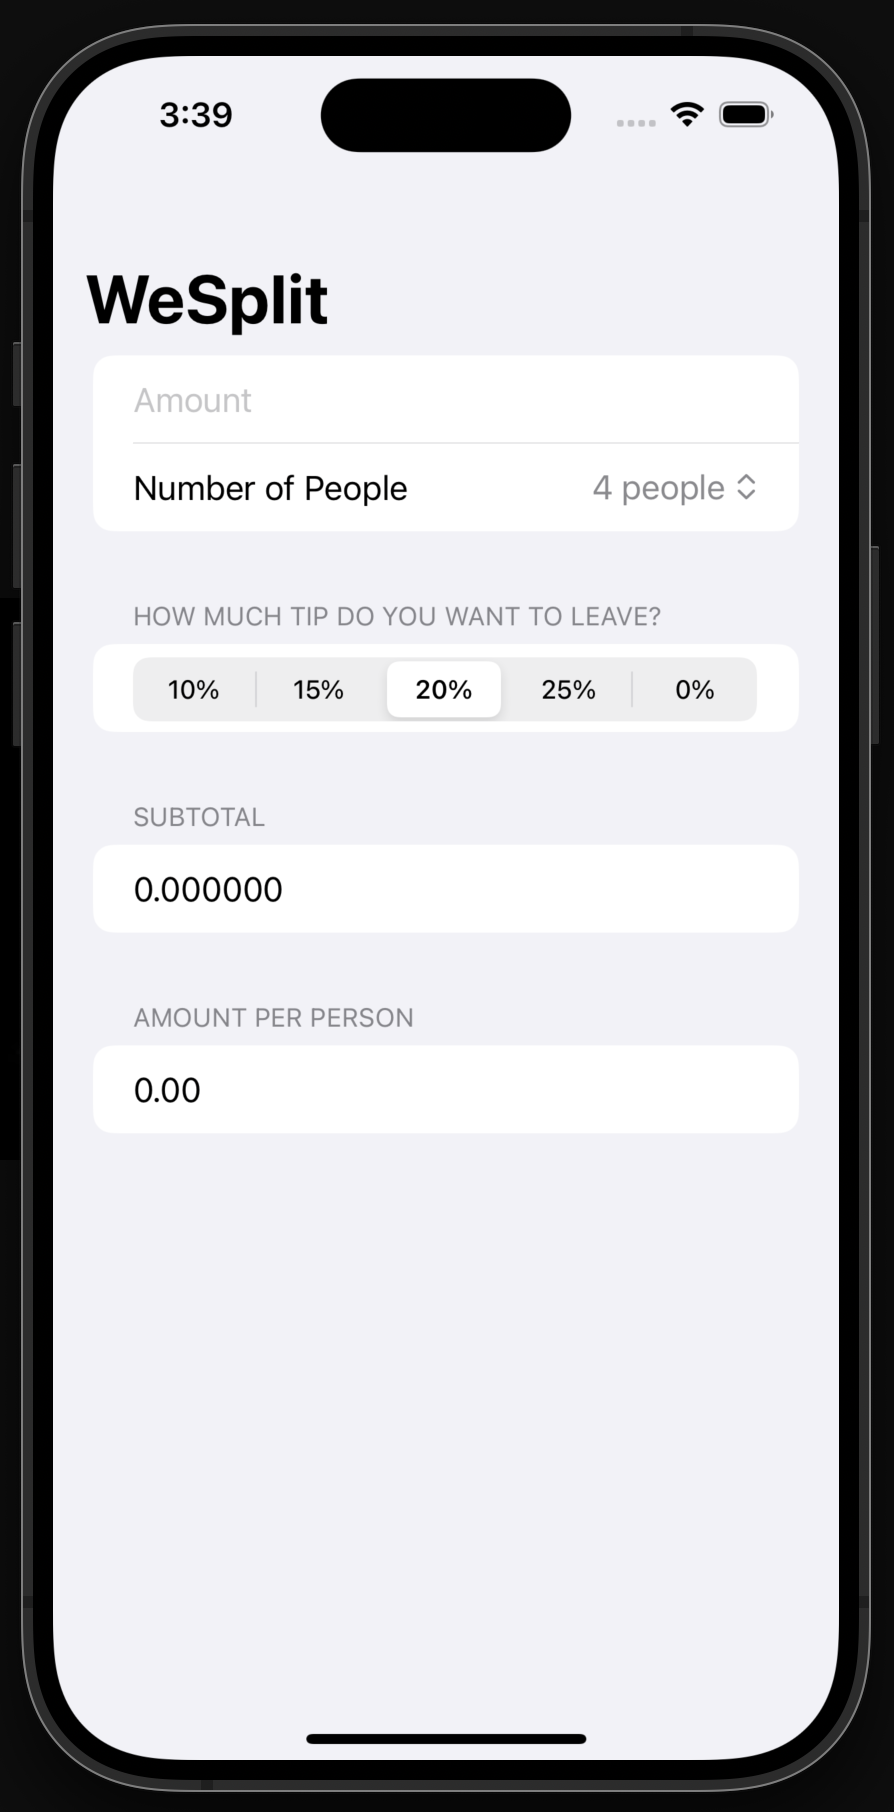 3:39
WeSplit
Amount
Number of People 4 people
HOW MUCH TIP DO YOU WANT TO LEAVE?
10% 15% 20% 25% 0%
SUBTOTAL
0.000000
AMOUNT PER PERSON
0.00